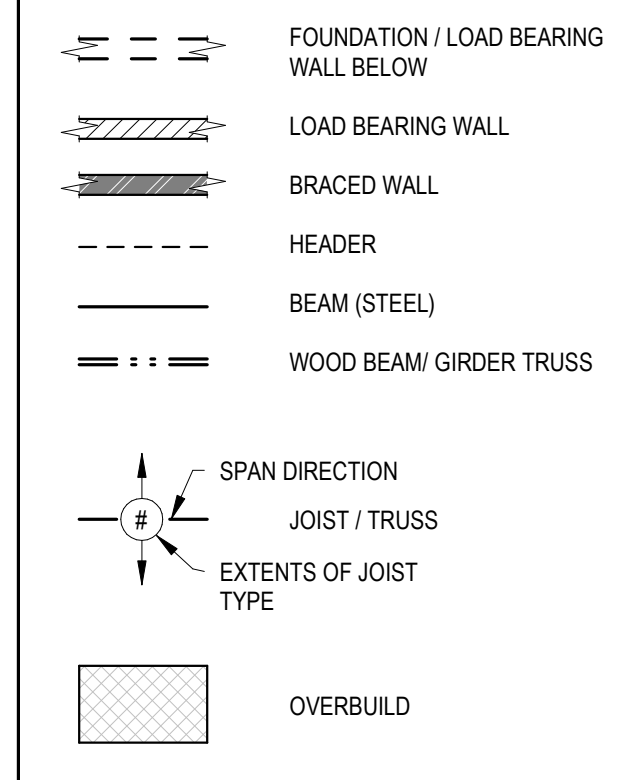 FOUNDATION / LOAD BEARING
WALL BELOW
LOAD BEARING WALL
BRACED WALL
HEADER
BEAM (STEEL)
WOOD BEAM/ GIRDER TRUSS
SPAN DIRECTION
#
JOIST / TRUSS
EXTENTS OF JOIST
TYPE
OVERBUILD